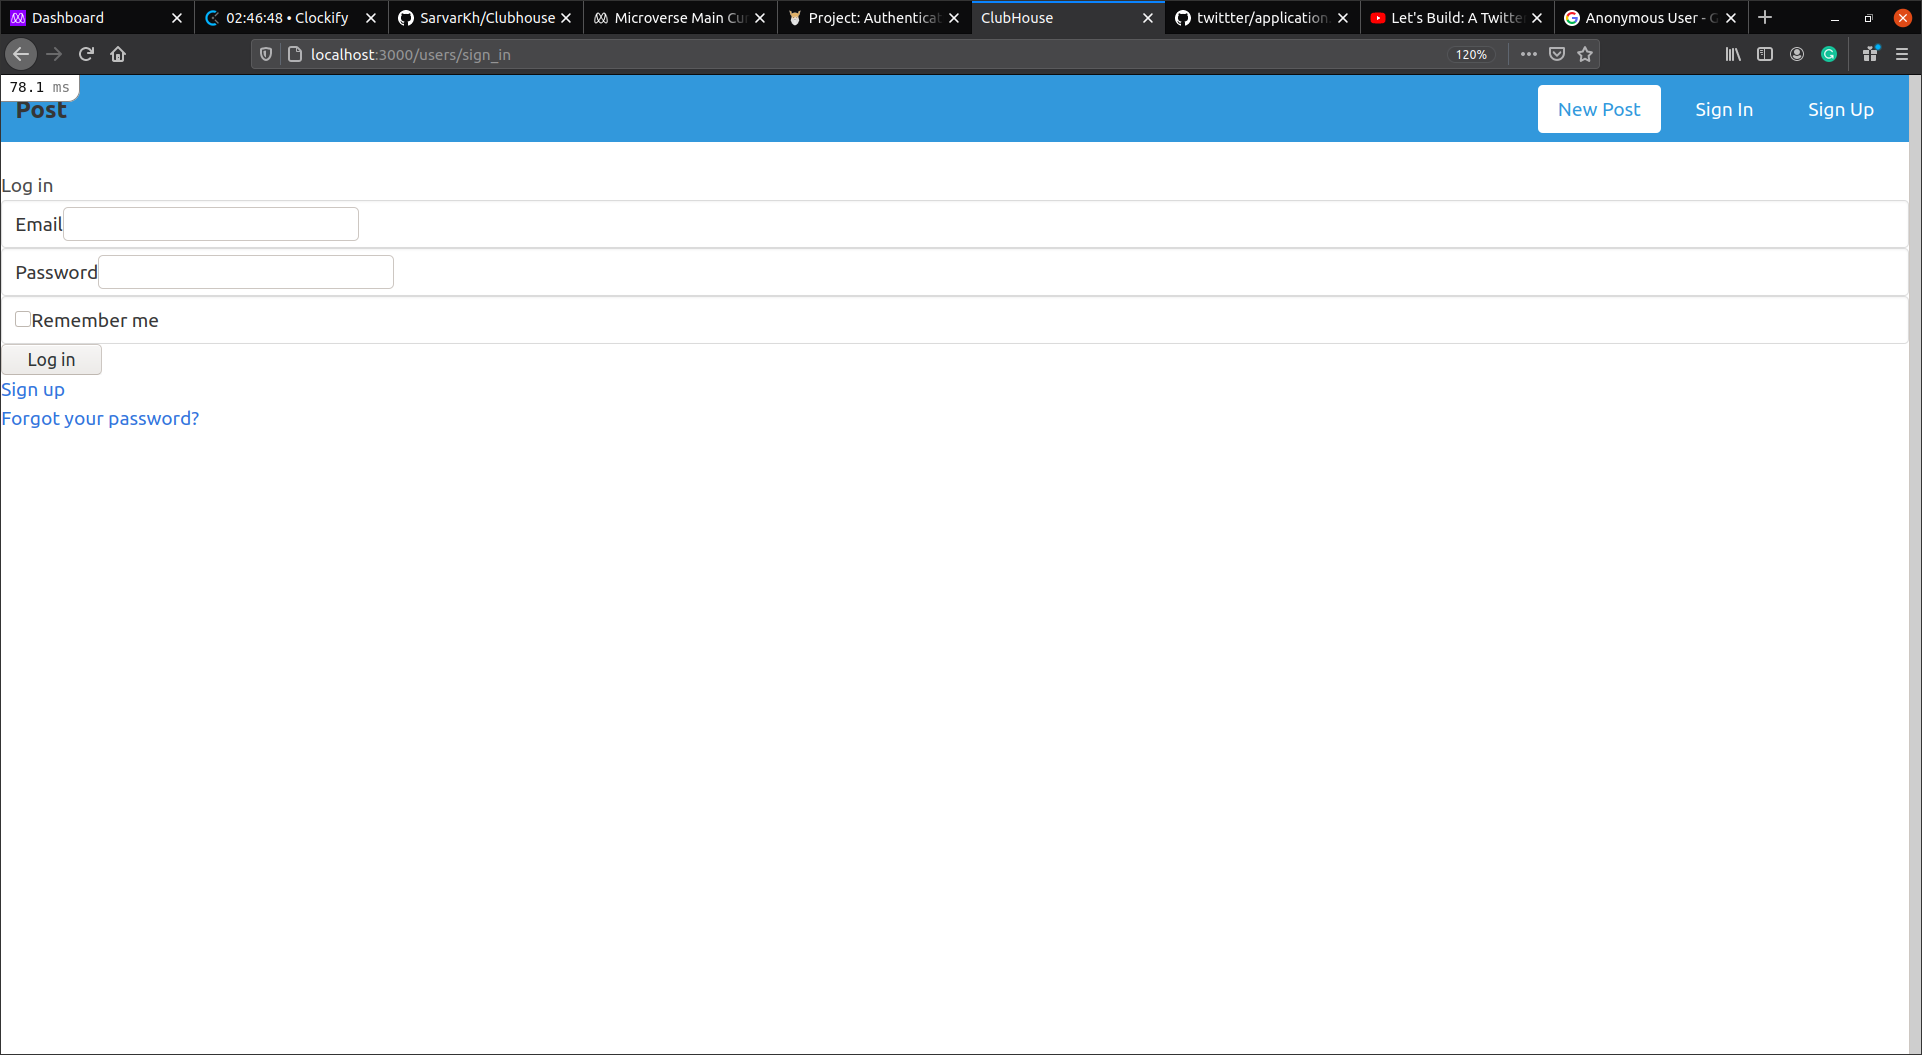 Dashboard
02:46:48 • Clockify
SarvarKh/Clubhouse
Microverse Main Cu
Project: Authenticat
ClubHouse
twittter/application.
Let's Build: A Twitte
Anonymous User - G
localhost:3000/users/sign_in
120%
78.1 ms
Post
New Post
Sign In
Sign Up
Log in
Email
Password
Remember me
Log in
Sign up
Forgot your password?